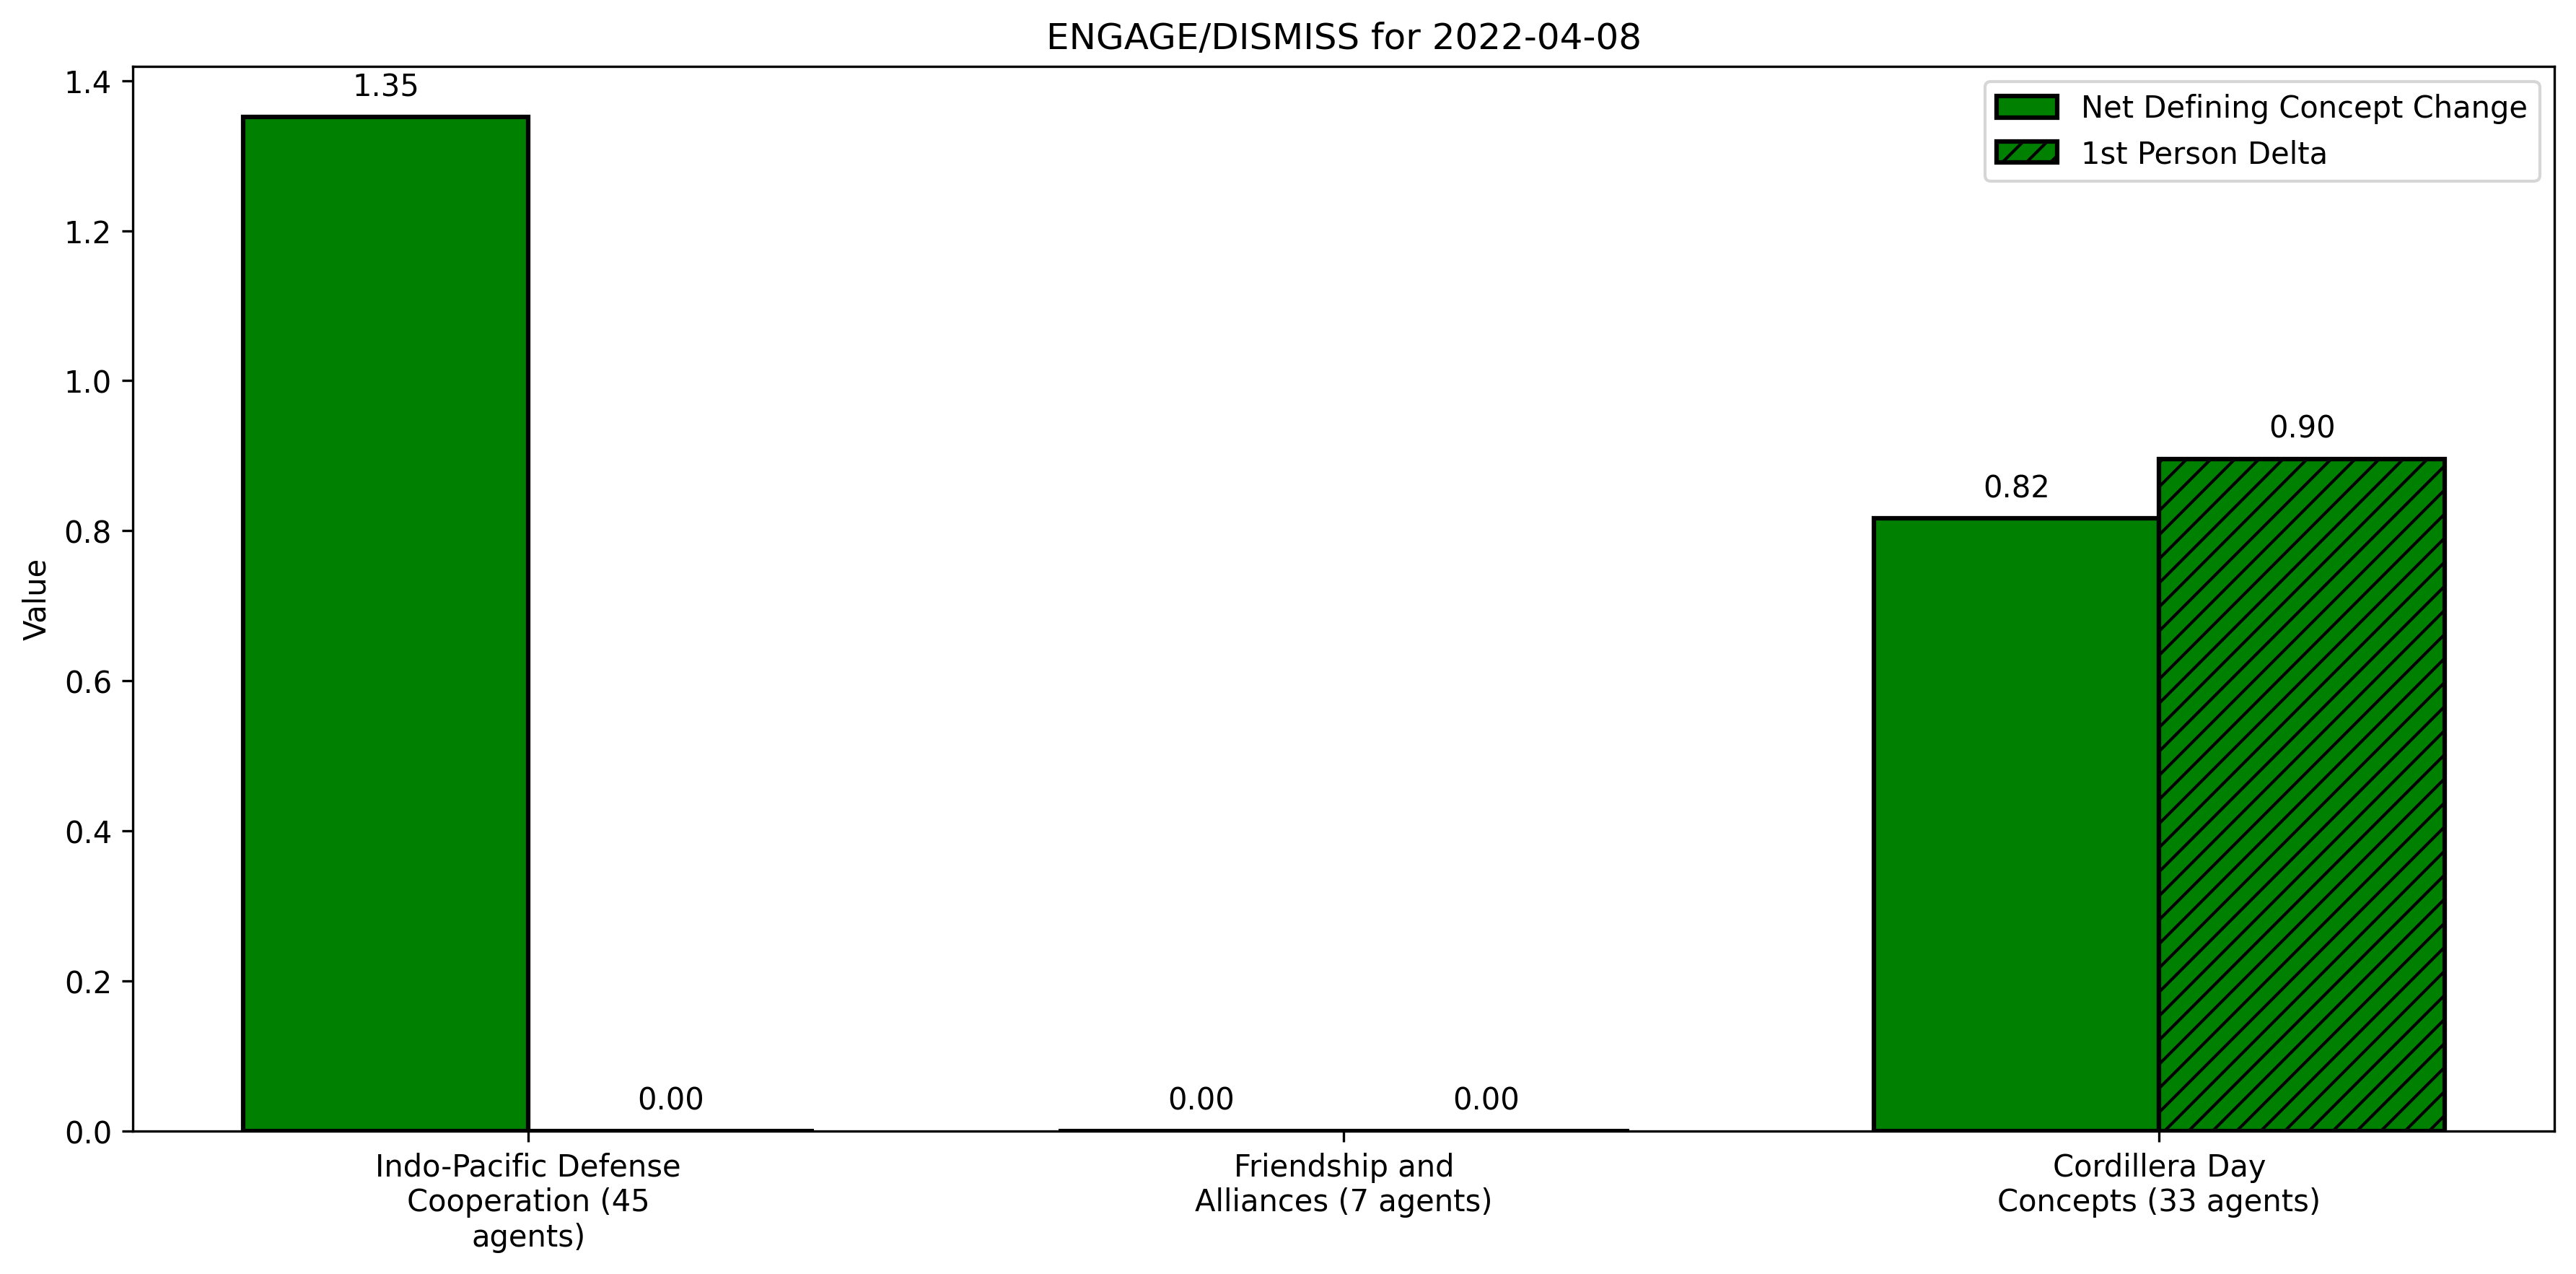 ENGAGE/DISMISS for 2022-04-08
Net Defining Concept Change
1st Person Delta
Value
1.4
1.2
1.0
0.8
0.6
0.4
0.2
0.0
1.35
0.00
0.00
0.00
0.82
0.90
Indo-Pacific Defense
Cooperation (45
agents)
Friendship and
Alliances (7 agents)
Cordillera Day
Concepts (33 agents)